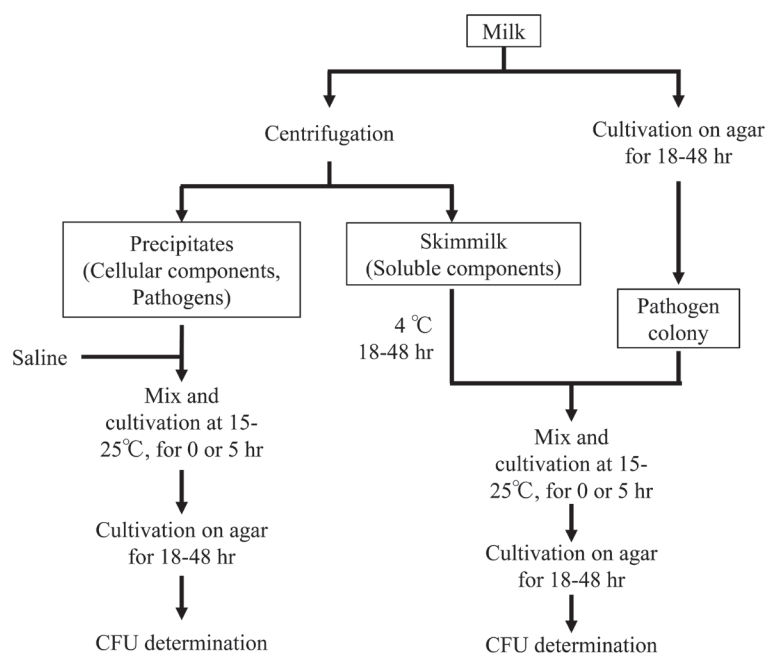 Milk
Centrifugation
Cultivation on agar
for 18-48 hr
Precipitates
(Cellular components,
Pathogens)
Skimmilk
(Soluble components)
4 ℃
18-48 hr
Pathogen
colony
Saline
Mix and
cultivation at 15-
25℃, for 0 or 5 hr
Cultivation on agar
for 18-48 hr
CFU determination
Mix and
cultivation at 15-
25℃, for 0 or 5 hr
Cultivation on agar
for 18-48 hr
CFU determination